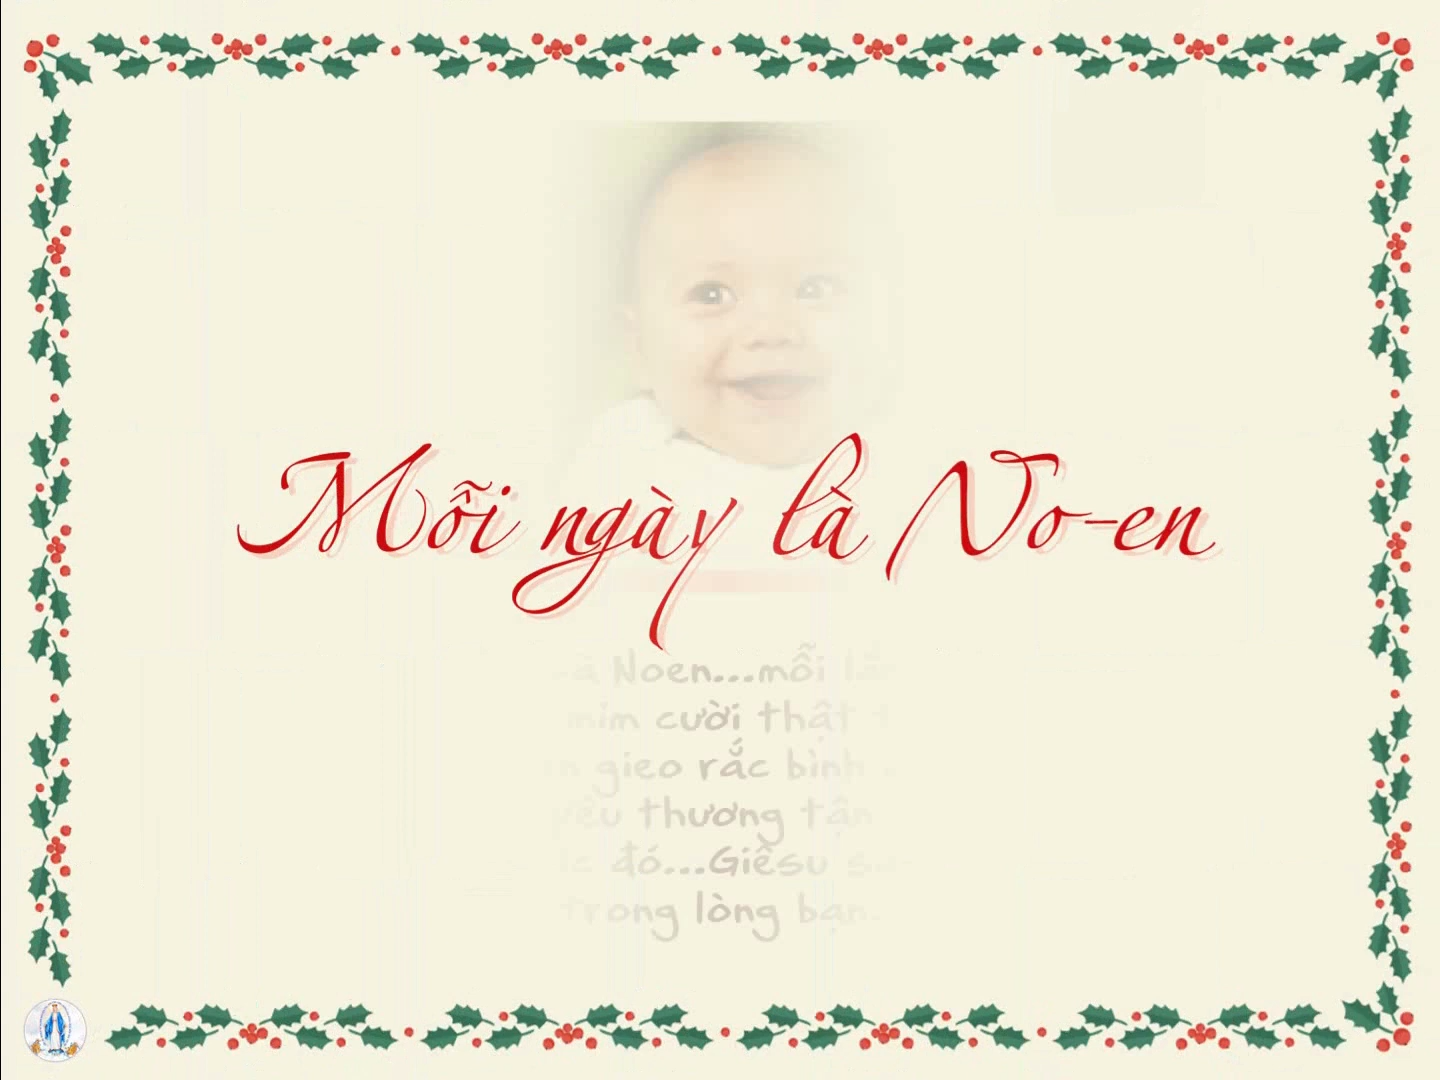 Mỗi ngày là No-en
Noen...mỗi
mỉm cười thật
gieo rắc bình
yêu thương tận
đó...Giêsu
trong lòng bạn.